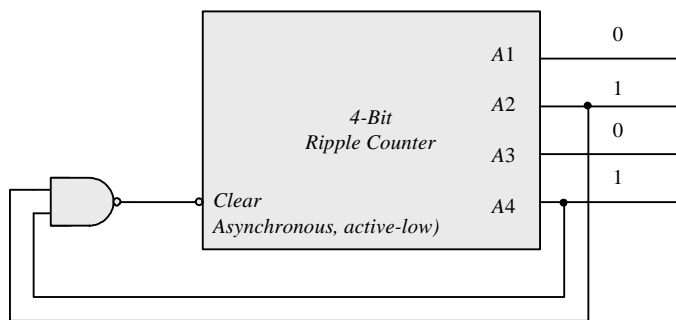 A1
0
A2
1
4-Bit
Ripple Counter
A3
0
A4
1
Clear
Asynchronous, active-low)